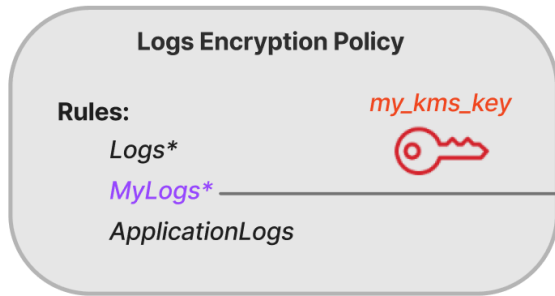 Logs Encryption Policy
Rules:
my_kms_key
Logs*
MyLogs*
ApplicationLogs